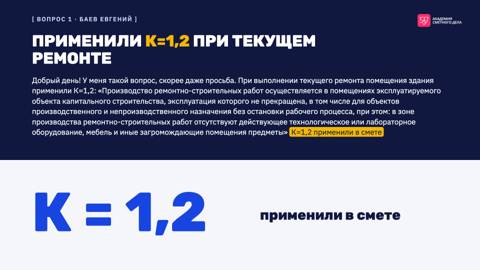 [ ВОПРОС 1 · БАЕВ ЕВГЕНИЙ ]
АКАДЕМИЯ
СМЕТНОГО ДЕЛА
ПРИМЕНИЛИ К=1,2 ПРИ ТЕКУЩЕМ
РЕМОНТЕ
Добрый день! У меня такой вопрос, скорее даже просьба. При выполнении текущего ремонта помещения здания
применили К=1,2: «Производство ремонтно-строительных работ осуществляется в помещениях эксплуатируемого
объекта капитального строительства, эксплуатация которого не прекращена, в том числе для объектов
производственного и непроизводственного назначения без остановки рабочего процесса, при этом: в зоне
производства ремонтно-строительных работ отсутствуют действующее технологическое или лабораторное
оборудование, мебель и иные загромождающие помещения предметы» К=1,2 применили в смете
К = 1,2
применили в смете